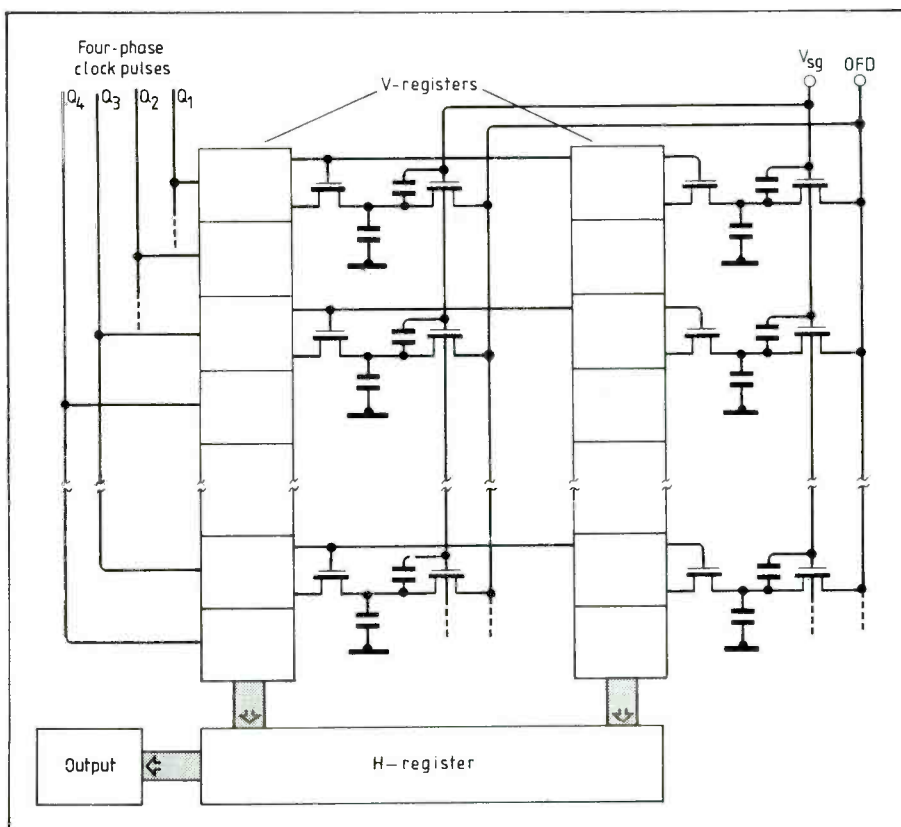 Four-phase
clock pulses
Q4 Q3 Q2 Q1
V-registers
Vsg
OFD
H-register
Output